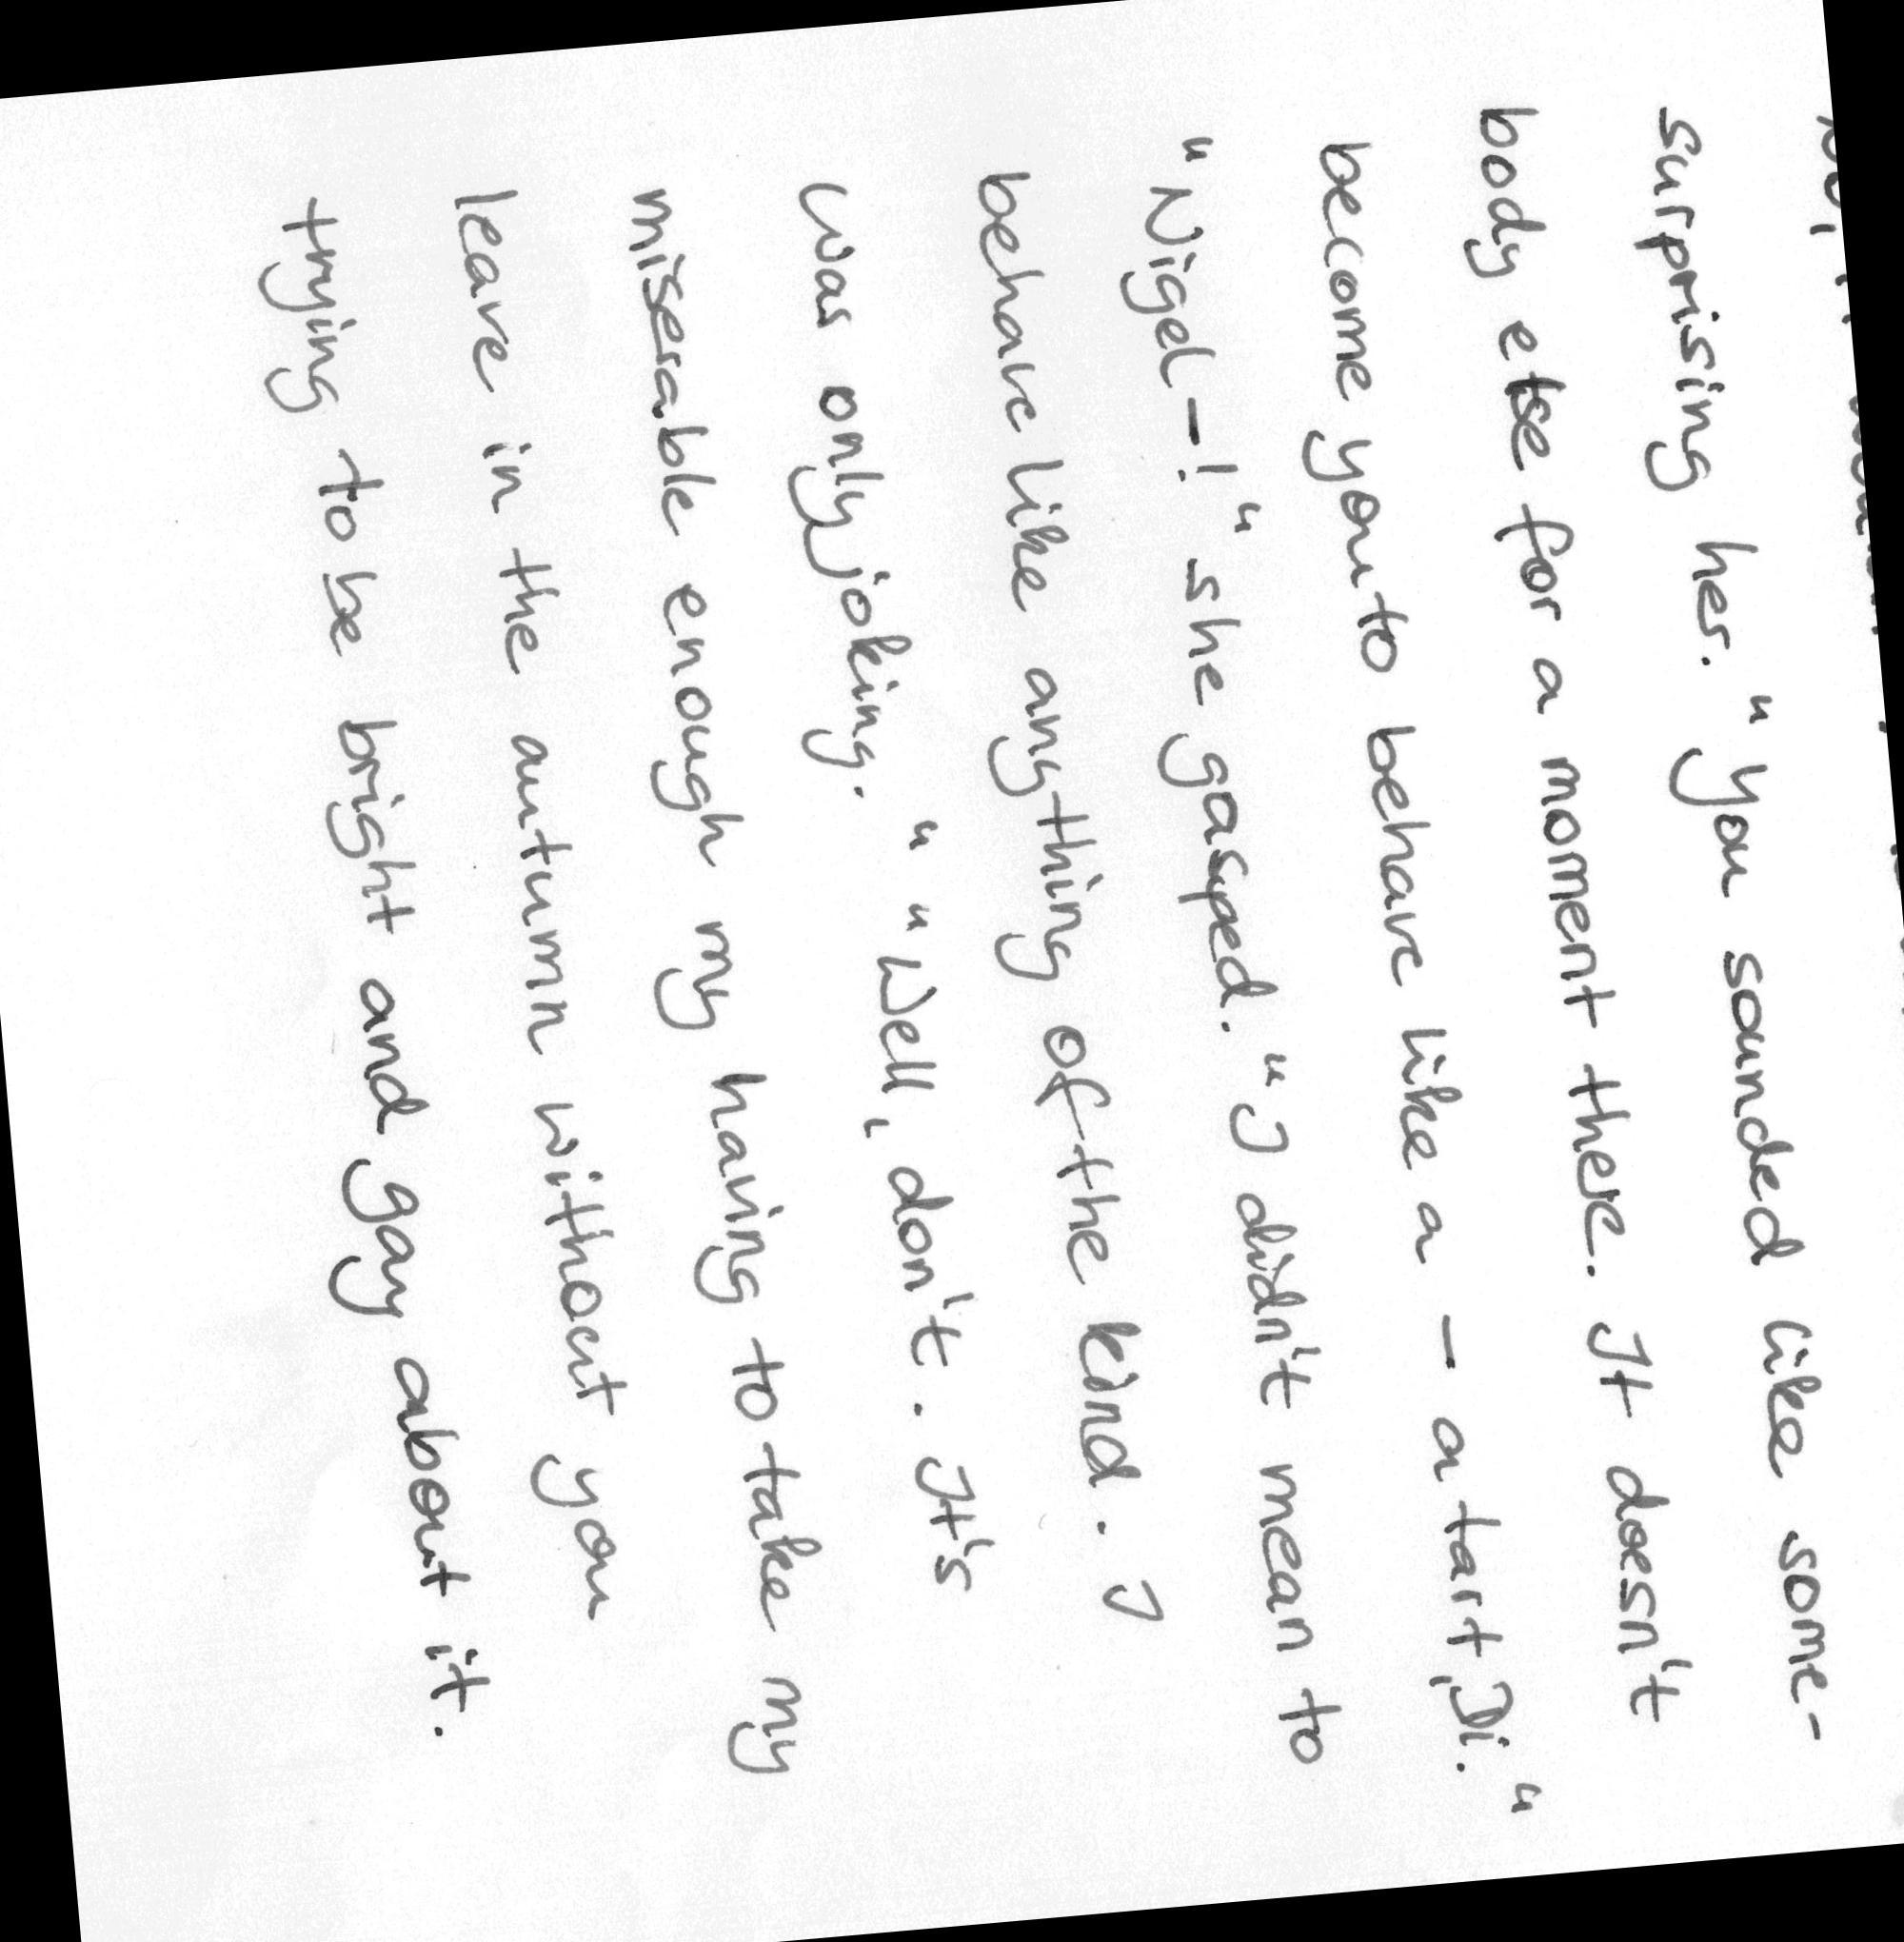 surprising her. "You sounded like some-
body else for a moment there. It doesn't
become you to behave like a - a tart, Di."
"Nigel-!" she gasped. "I didn't mean to
behave like anything of the kind. I
was only joking." "Well, don't. It's
miserable enough my having to take my
leave in the autumn without you
trying to be bright and gay about it.